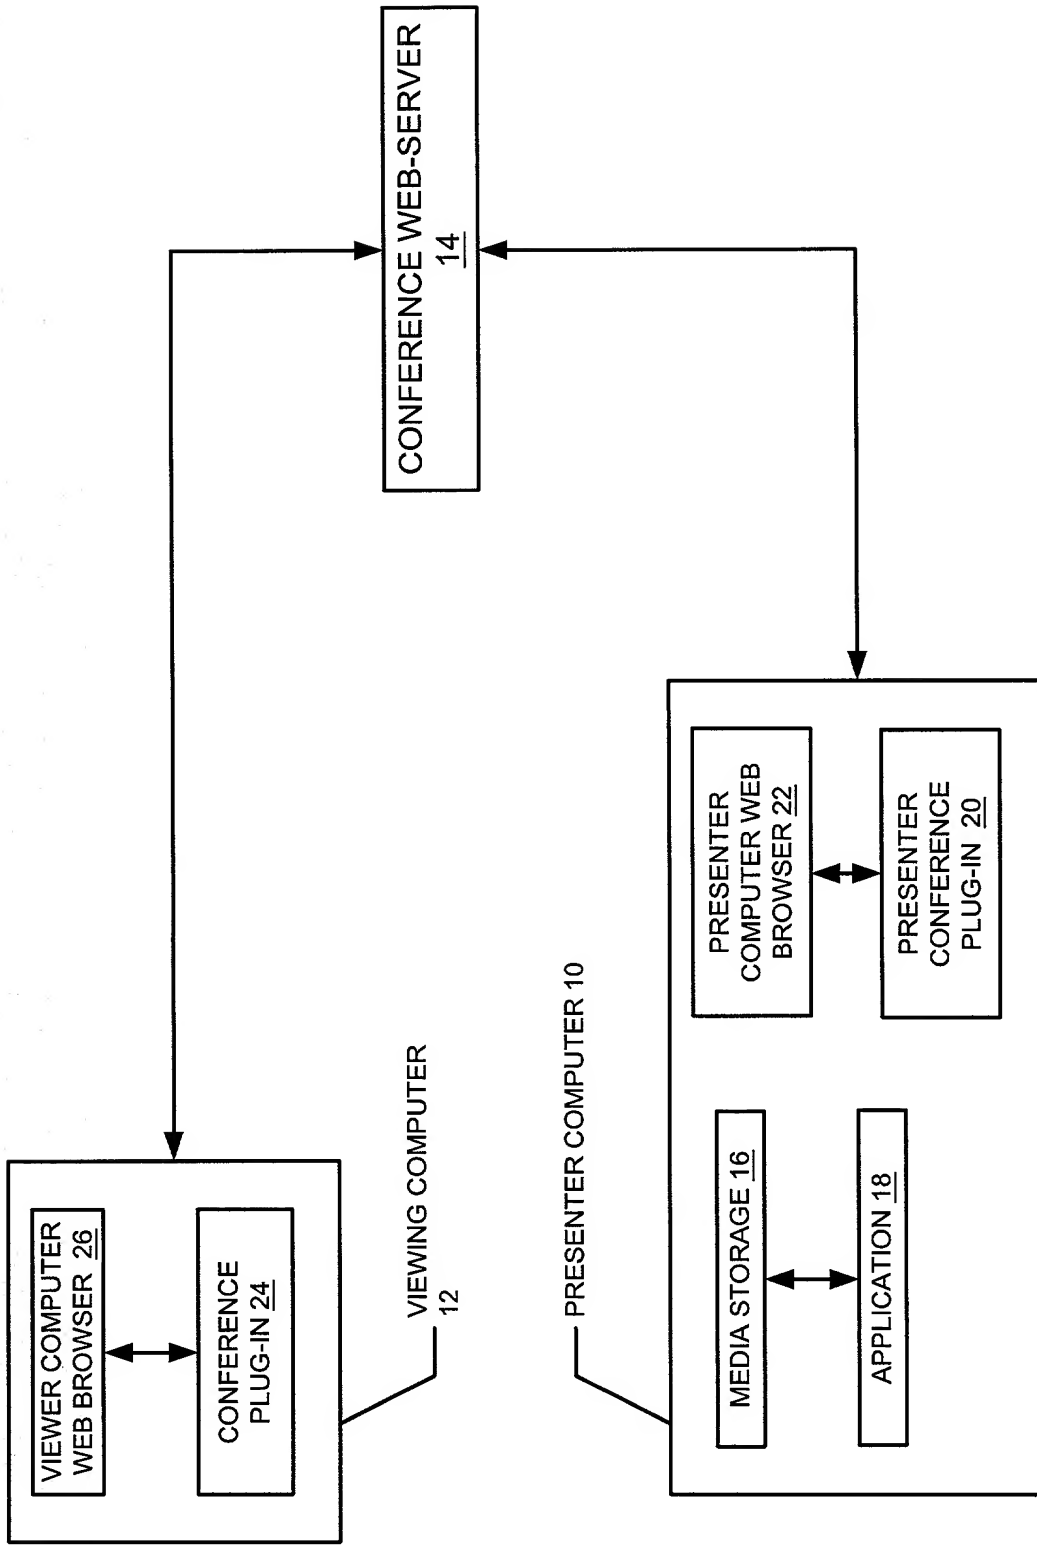 CONFERENCE WEB-SERVER
14
VIEWER COMPUTER
WEB BROWSER 26
CONFERENCE
PLUG-IN 24
VIEWING COMPUTER
12
PRESENTER COMPUTER 10
MEDIA STORAGE 16
APPLICATION 18
PRESENTER
COMPUTER WEB
BROWSER 22
PRESENTER
CONFERENCE
PLUG-IN 20